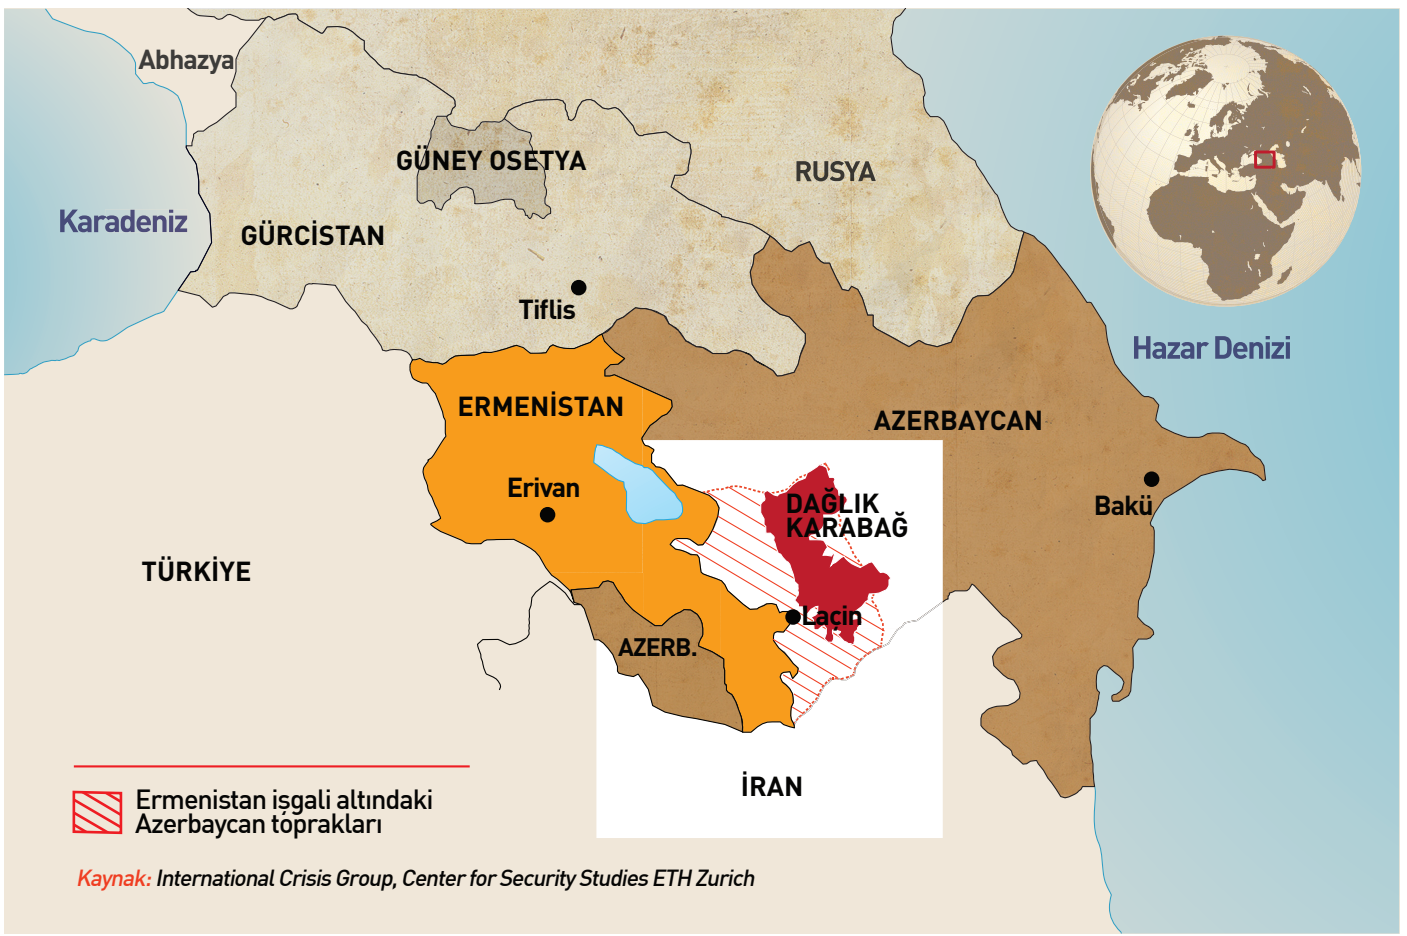 Abhazya
GÜNEY OSETYA
RUSYA
Karadeniz
GÜRCİSTAN
Tiflis
Hazar Denizi
ERMENİSTAN
AZERBAYCAN
Erivan
DAĞLIK
KARABAĞ
Bakü
TÜRKİYE
Laçin
AZERB.
İRAN
Ermenistan işgali altındaki
Azerbaycan toprakları
Kaynak: International Crisis Group, Center for Security Studies ETH Zurich